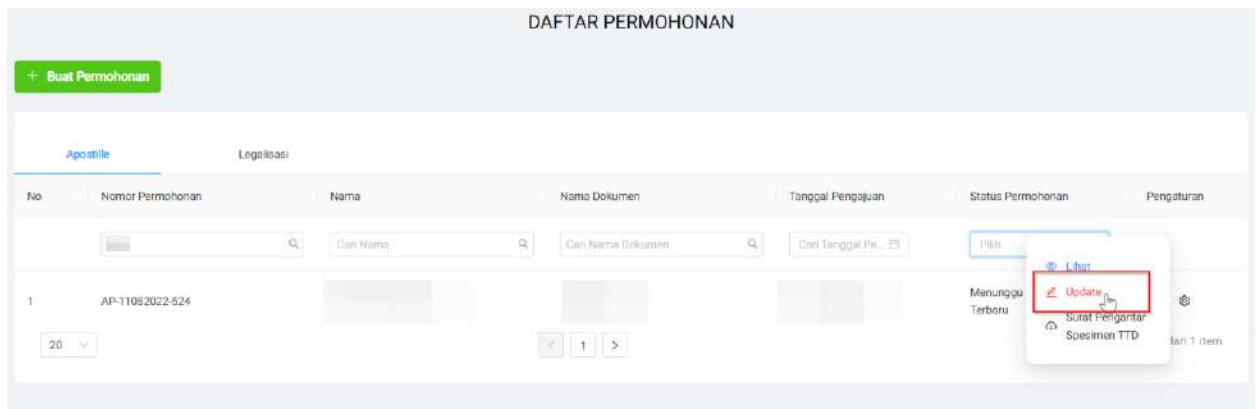 DAFTAR PERMOHONAN
+ Buat Permohonan
Apostille Legalisasi
No Nomor Permohonan Nama Nama Dokumen Tanggal Pengajuan Status Permohonan Pengaturan
Cari Nama Cari Nama Dokumen Cari Tanggal Pe... Pilih
Lihat
1 AP-11082022-524 Menunggu
Terbaru
Update
Surat Pengantar
Spesimen TTD
20 < 1 > dari 1 item